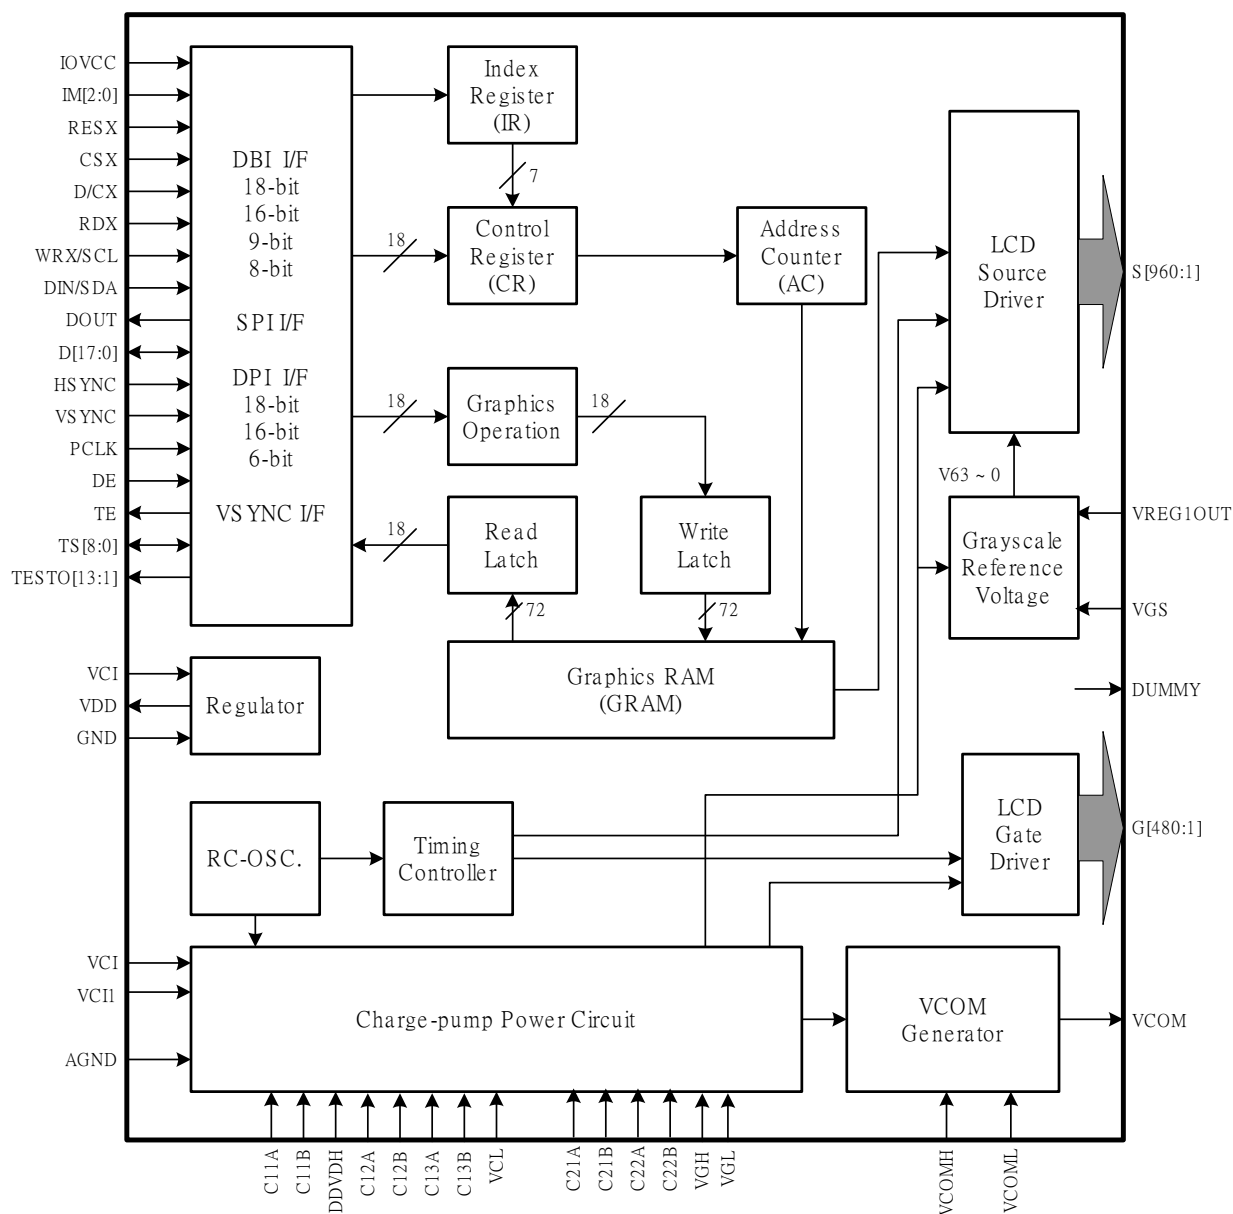 IOVCC
IM[2:0]
RESX
CSX
D/CX
RDX
WRX/SCL
DIN/SDA
DOUT
D[17:0]
HSYNC
VSYNC
PCLK
DE
TE
TS[8:0]
TESTO[13:1]
DBI I/F
18-bit
16-bit
9-bit
8-bit
SPI I/F
DPI I/F
18-bit
16-bit
6-bit
VSYNC I/F
Index
Register
(IR)
7
18
Control
Register
(CR)
Address
Counter
(AC)
18
Graphics
Operation
18
18
Read
Latch
Write
Latch
72
72
Graphics RAM
(GRAM)
LCD
Source
Driver
S[960:1]
V63 ~ 0
Grayscale
Reference
Voltage
VREG1OUT
VGS
DUMMY
VCI
VDD
GND
Regulator
RC-OSC.
Timing
Controller
LCD
Gate
Driver
G[480:1]
VCI
VCI1
AGND
Charge-pump Power Circuit
VCOM
Generator
VCOM
C11A
C11B
DDVDH
C12A
C12B
C13A
C13B
VCL
C21A
C21B
C22A
C22B
VGH
VGL
VCOMH
VCOML